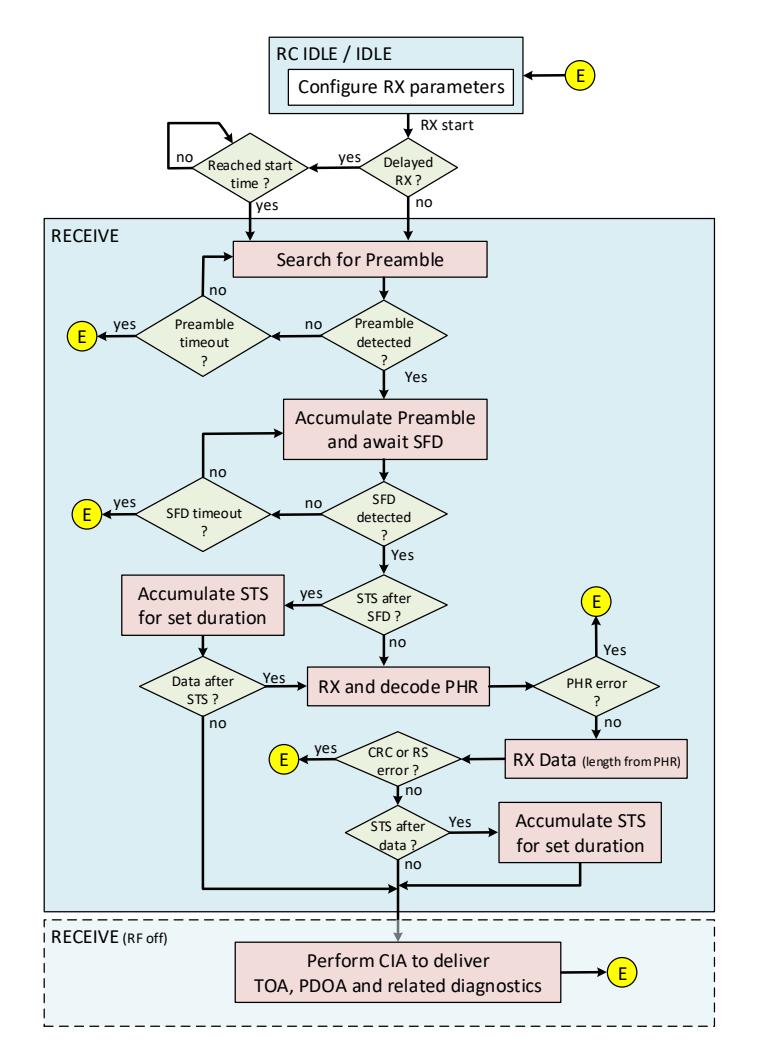 RC IDLE / IDLE
Configure RX parameters
E
RX start
no
Reached start
time ?
yes
Delayed
RX ?
yes
no
RECEIVE
Search for Preamble
no
E
yes
Preamble
timeout
?
no
Preamble
detected
?
Yes
Accumulate Preamble
and await SFD
no
E
yes
SFD timeout
?
no
SFD
detected
?
Yes
Accumulate STS
for set duration
yes
STS after
SFD ?
no
E
Yes
Data after
STS ?
Yes
RX and decode PHR
PHR error
?
no
no
E
yes
CRC or RS
error ?
RX Data (length from PHR)
no
STS after
data ?
Yes
Accumulate STS
for set duration
no
RECEIVE (RF off)
Perform CIA to deliver
TOA, PDOA and related diagnostics
E